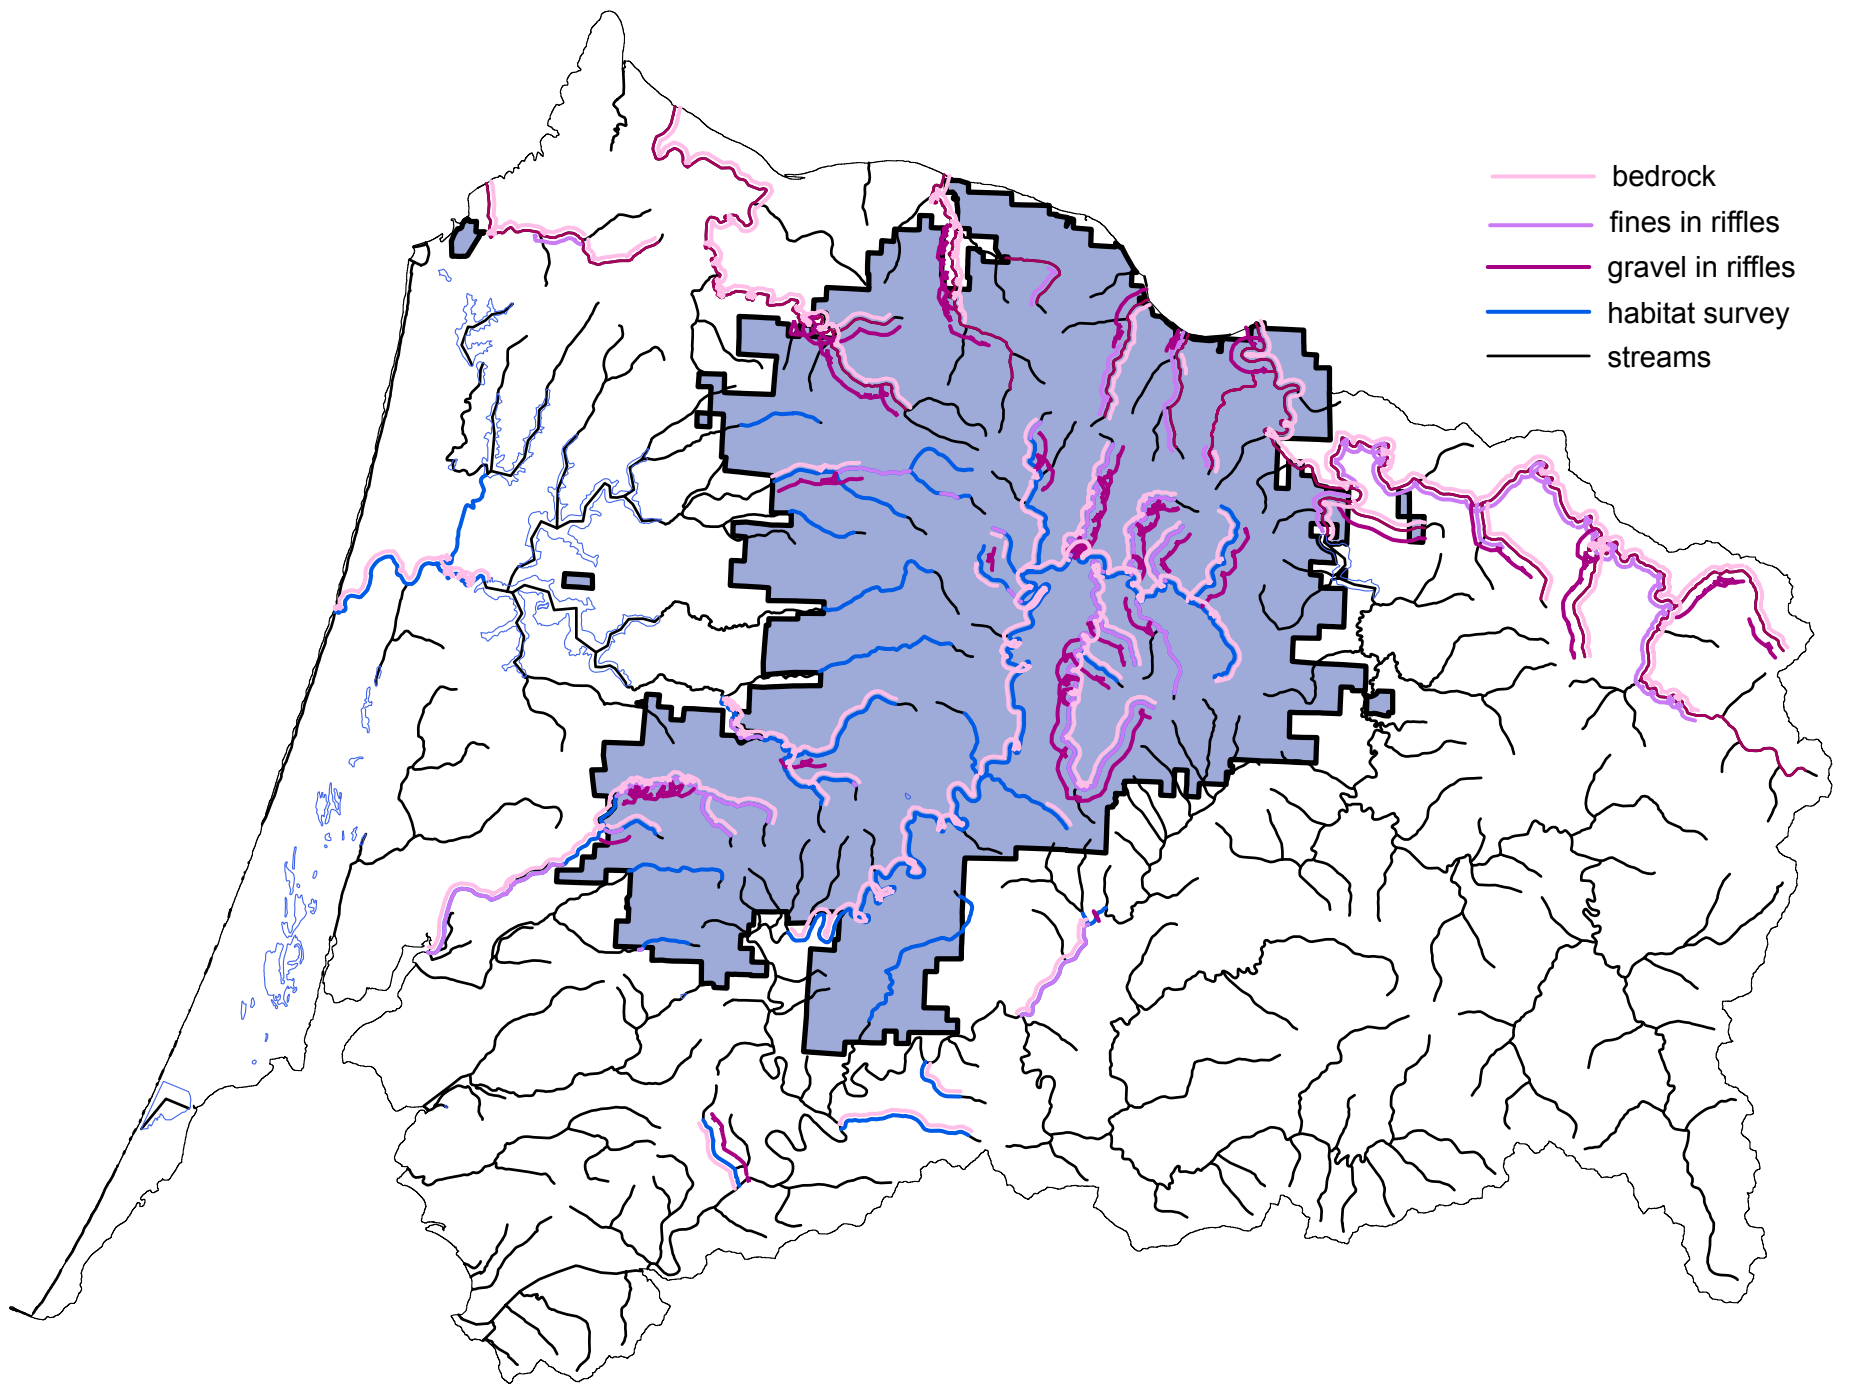 bedrock
fines in riffles
gravel in riffles
habitat survey
streams